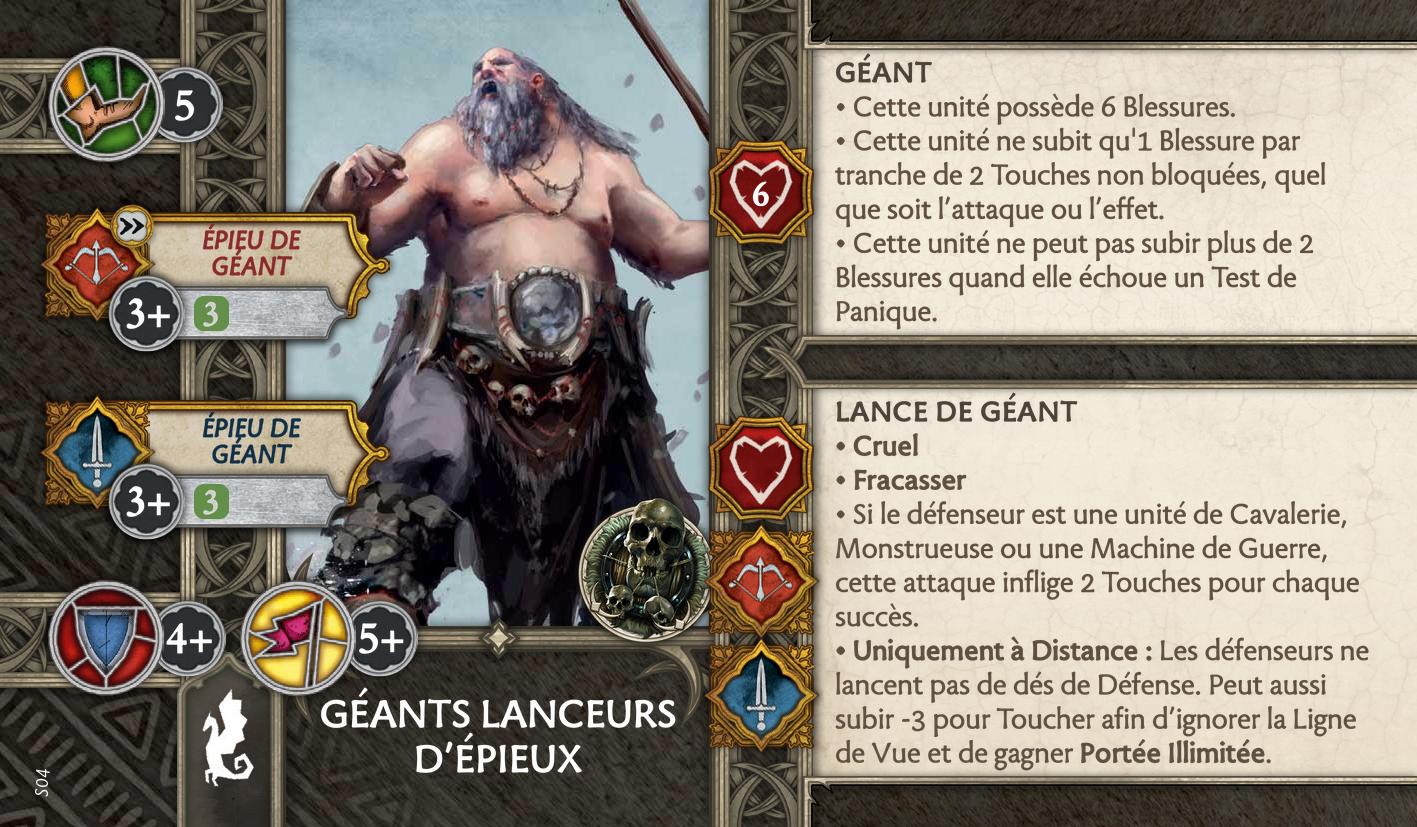 5
ÉPIEU DE
GÉANT
3+
3
ÉPIEU DE
GÉANT
3+
3
4+
5+
GÉANTS LANCEURS
D'ÉPIEUX
S04
6
GÉANT
• Cette unité possède 6 Blessures.
• Cette unité ne subit qu'1 Blessure par
tranche de 2 Touches non bloquées, quel
que soit l'attaque ou l'effet.
• Cette unité ne peut pas subir plus de 2
Blessures quand elle échoue un Test de
Panique.
LANCE DE GÉANT
• Cruel
• Fracasser
• Si le défenseur est une unité de Cavalerie,
Monstrueuse ou une Machine de Guerre,
cette attaque inflige 2 Touches pour chaque
succès.
• Uniquement à Distance : Les défenseurs ne
lancent pas de dés de Défense. Peut aussi
subir -3 pour Toucher afin d'ignorer la Ligne
de Vue et de gagner Portée Illimitée.